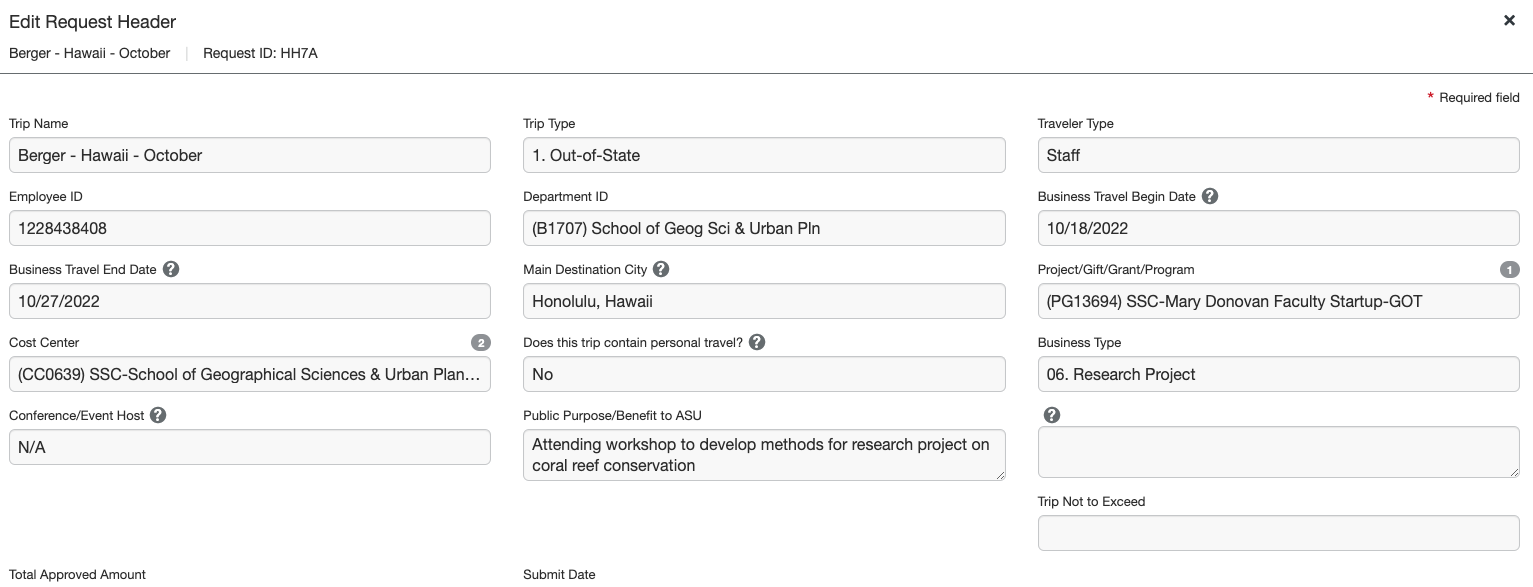 Edit Request Header
Berger - Hawaii - October | Request ID: HH7A
* Required field
Trip Name
Berger - Hawaii - October
Trip Type
1. Out-of-State
Traveler Type
Staff
Employee ID
1228438408
Department ID
(B1707) School of Geog Sci & Urban Pln
Business Travel Begin Date ?
10/18/2022
Business Travel End Date ?
10/27/2022
Main Destination City ?
Honolulu, Hawaii
Project/Gift/Grant/Program 1
(PG13694) SSC-Mary Donovan Faculty Startup-GOT
Cost Center 2
(CC0639) SSC-School of Geographical Sciences & Urban Plan...
Does this trip contain personal travel? ?
No
Business Type
06. Research Project
Conference/Event Host ?
N/A
Public Purpose/Benefit to ASU
Attending workshop to develop methods for research project on
coral reef conservation
?
Trip Not to Exceed
Total Approved Amount
Submit Date